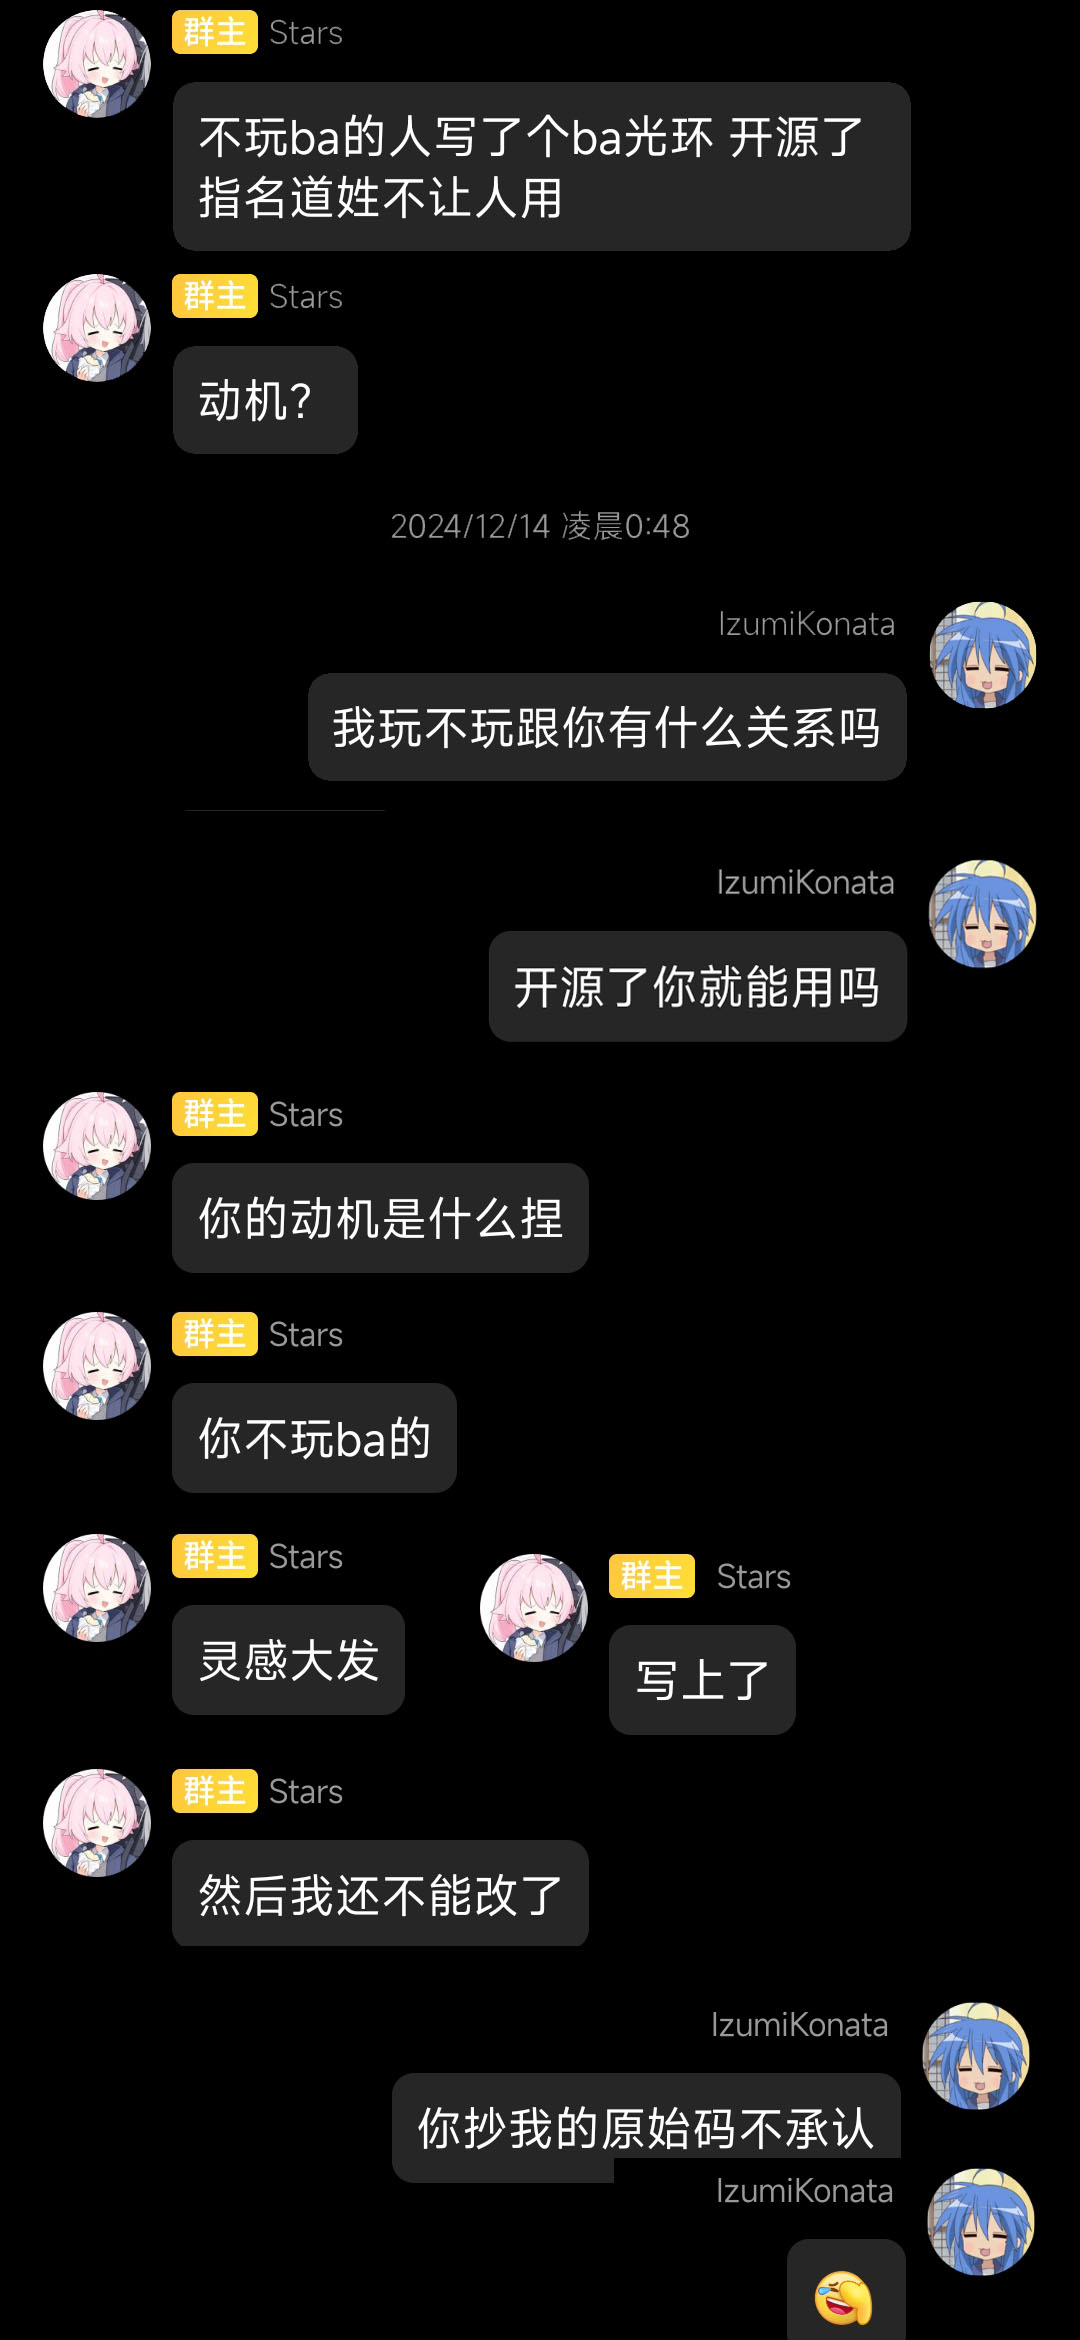 群主 Stars
不玩ba的人写了个ba光环 开源了
指名道姓不让人用
群主 Stars
动机?
2024/12/14 凌晨0:48
IzumiKonata
我玩不玩跟你有什么关系吗
IzumiKonata
开源了你就能用吗
群主 Stars
你的动机是什么捏
群主 Stars
你不玩ba的
群主 Stars
灵感大发
群主 Stars
写上了
群主 Stars
然后我还不能改了
IzumiKonata
你抄我的原始码不承认
IzumiKonata